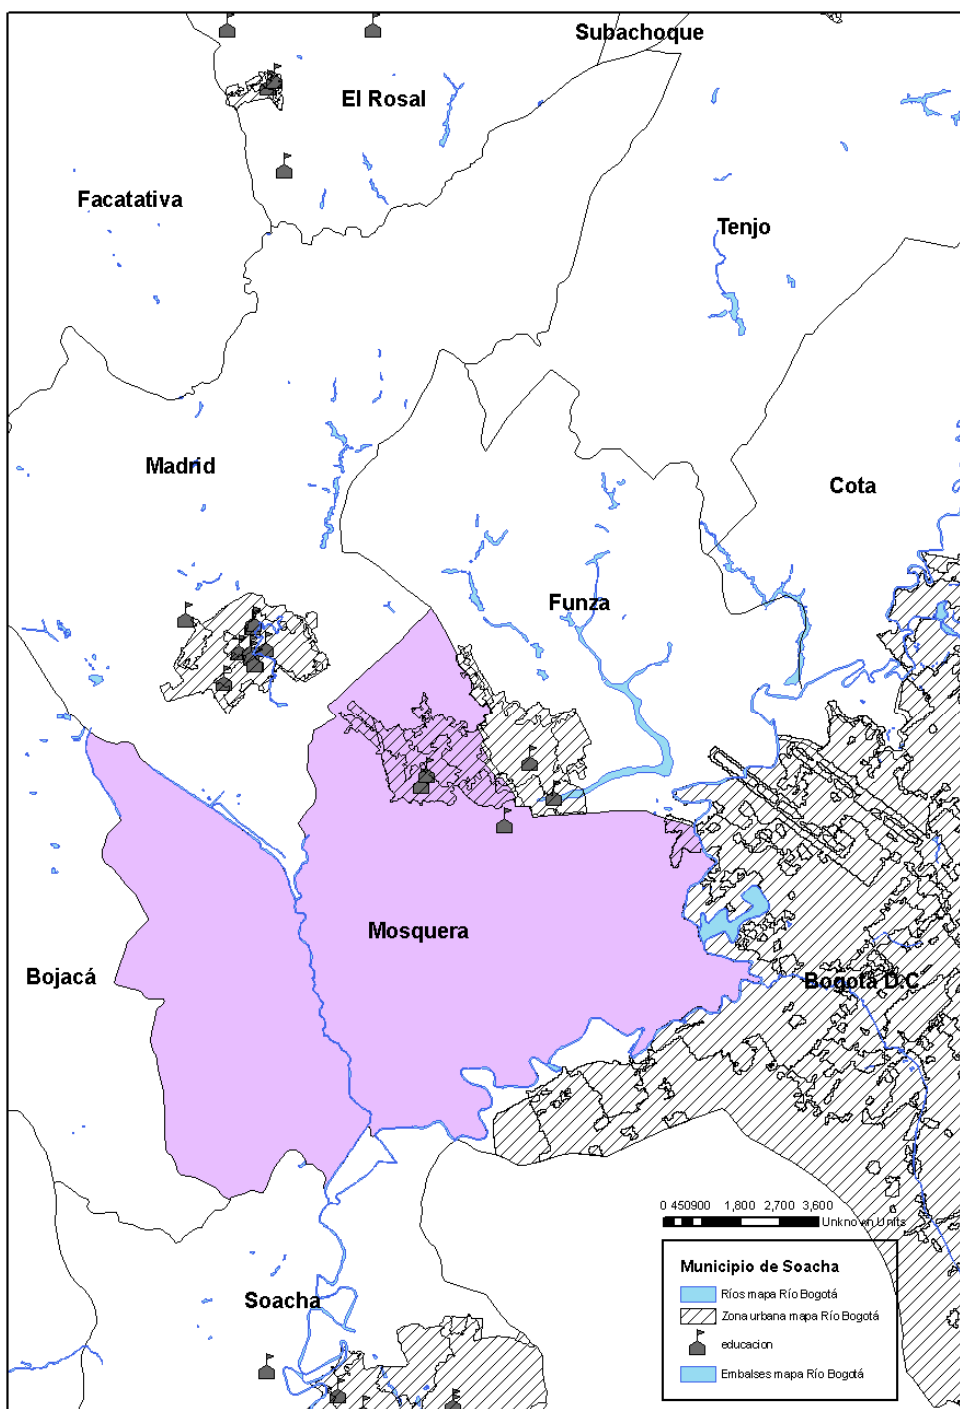 Subachoque
El Rosal
Facatativa
Tenjo
Madrid
Cota
Funza
Mosquera
Bojacá
Bogotá D.C.
0 450900 1,800 2,700 3,600
Unknown Units
Soacha
Municipio de Soacha
Ríos mapa Río Bogotá
Zona urbana mapa Río Bogotá
educacion
Embalses mapa Río Bogotá